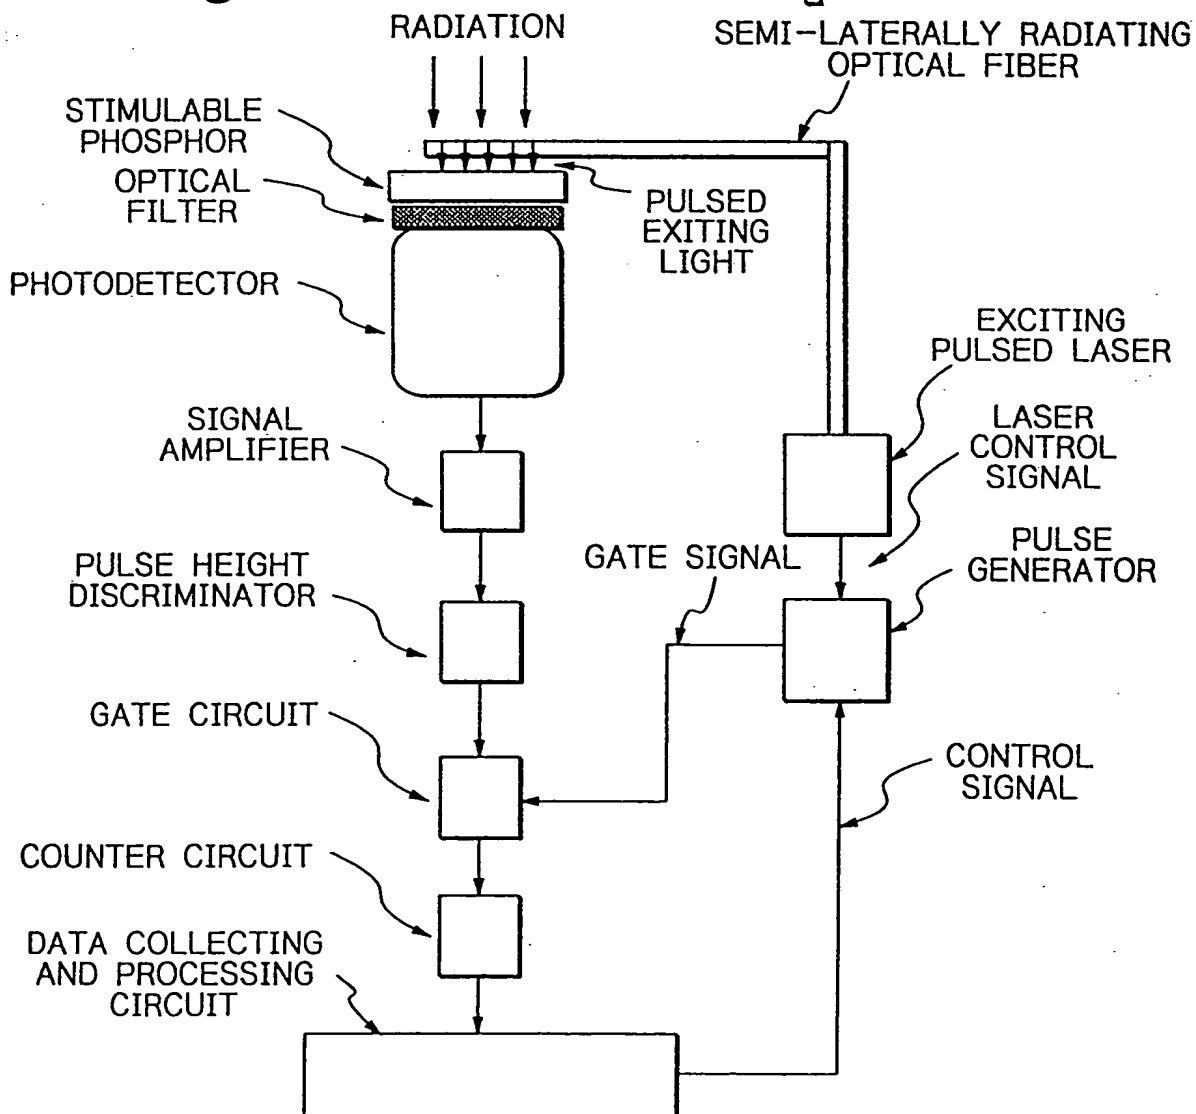 RADIATION
SEMI-LATERALLY RADIATING
OPTICAL FIBER
STIMULABLE
PHOSPHOR
OPTICAL
FILTER
PULSED
EXITING
LIGHT
PHOTODETECTOR
EXCITING
PULSED LASER
SIGNAL
AMPLIFIER
LASER
CONTROL
SIGNAL
PULSE HEIGHT
DISCRIMINATOR
GATE SIGNAL
PULSE
GENERATOR
GATE CIRCUIT
CONTROL
SIGNAL
COUNTER CIRCUIT
DATA COLLECTING
AND PROCESSING
CIRCUIT